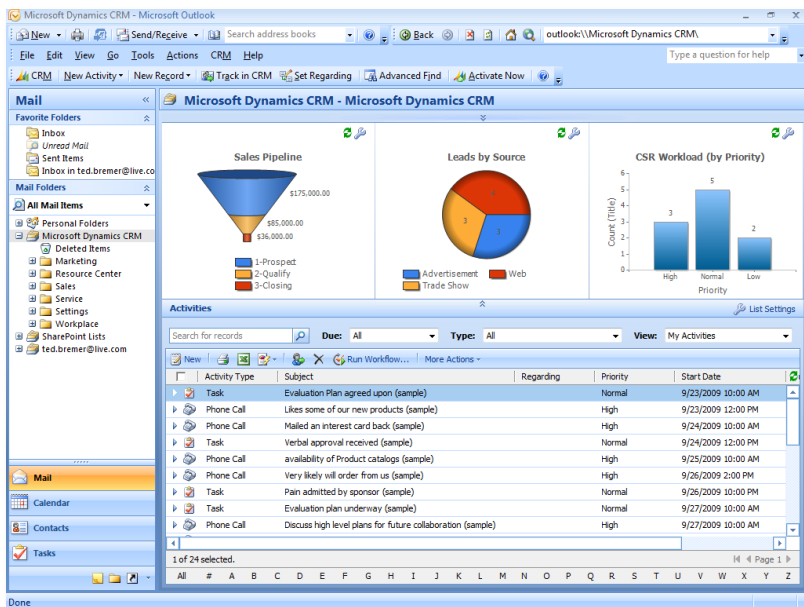 Microsoft Dynamics CRM - Microsoft Outlook
New Send/Receive Search address books Back outlook:\\Microsoft Dynamics CRM\
File Edit View Go Tools Actions CRM Help Type a question for help
CRM New Activity New Record Track in CRM Set Regarding Advanced Find Activate Now
Mail «
Favorite Folders
Inbox
Unread Mail
Sent Items
Inbox in ted.bremer@live.co
Mail Folders
All Mail Items
Personal Folders
Microsoft Dynamics CRM
Deleted Items
Marketing
Resource Center
Sales
Service
Settings
Workplace
SharePoint Lists
ted.bremer@live.com
Mail
Calendar
Contacts
Tasks
Microsoft Dynamics CRM - Microsoft Dynamics CRM
Sales Pipeline
$175,000.00
$85,000.00
$36,000.00
1-Prospect
2-Qualify
3-Closing
Leads by Source
3
3
Advertisement Web
Trade Show
CSR Workload (by Priority)
Count (Title)
6
5
4
3
2
1
0
3
5
2
High Normal Low
Priority
Activities List Settings
Search for records Due: All Type: All View: My Activities
New Run Workflow... More Actions
Activity Type Subject Regarding Priority Start Date
Task Evaluation Plan agreed upon (sample) Normal 9/23/2009 10:00 AM
Phone Call Likes some of our new products (sample) High 9/23/2009 12:00 PM
Phone Call Mailed an interest card back (sample) High 9/24/2009 10:00 AM
Task Verbal approval received (sample) Normal 9/24/2009 12:00 PM
Phone Call availability of Product catalogs (sample) High 9/25/2009 10:00 AM
Phone Call Very likely will order from us (sample) High 9/26/2009 2:00 PM
Task Pain admitted by sponsor (sample) Normal 9/26/2009 10:00 PM
Task Evaluation plan underway (sample) Normal 9/27/2009 10:00 AM
Phone Call Discuss high level plans for future collaboration (sample) High 9/27/2009 10:00 AM
1 of 24 selected. Page 1
All # A B C D E F G H I J K L M N O P Q R S T U V W X Y Z
Done